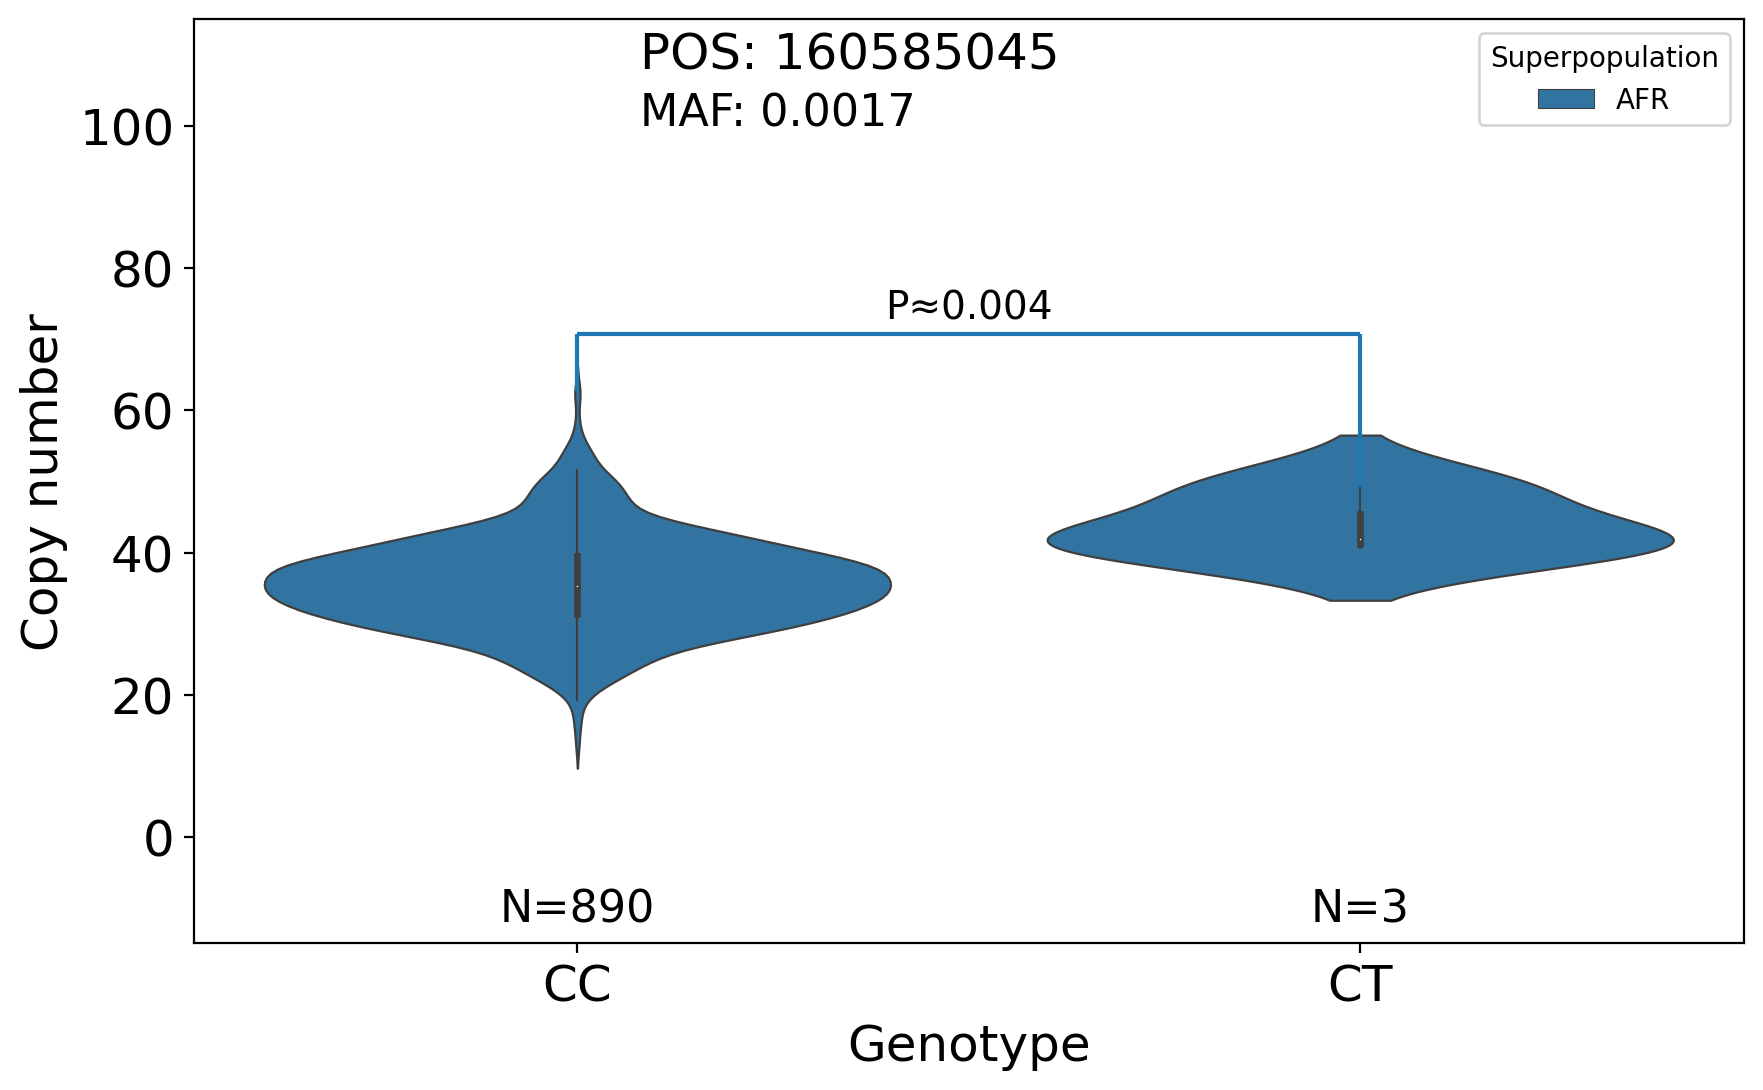 POS: 160585045
MAF: 0.0017
Superpopulation
AFR
100
80
60
40
20
0
Copy number
P≈0.004
N=890
N=3
CC
CT
Genotype